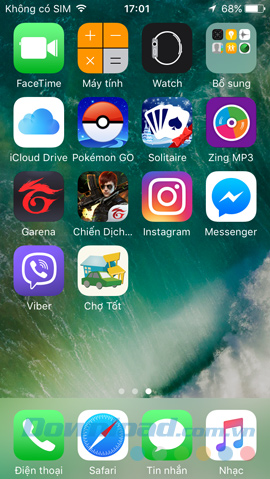 Không có SIM 17:01 68%
FaceTime Máy tính Watch Bổ sung
iCloud Drive Pokémon GO Solitaire Zing MP3
Garena Chiến Dịch... Instagram Messenger
Viber Chợ Tốt
Download.com.vn
Điện thoại Safari Tin nhắn Nhạc